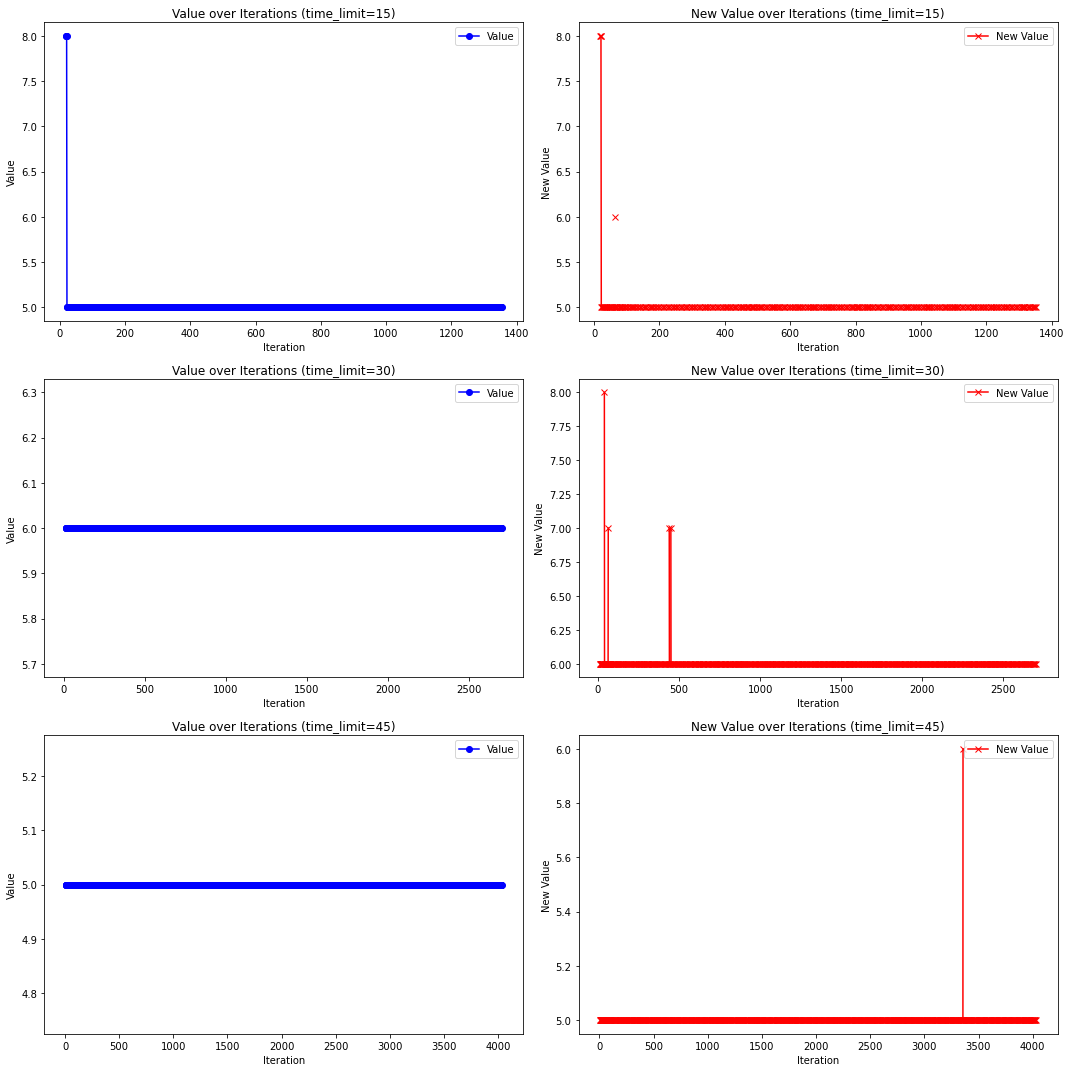 Value over Iterations (time_limit=15)
Value
8.0
7.5
7.0
6.5
6.0
5.5
5.0
Value
0 200 400 600 800 1000 1200 1400
Iteration
New Value over Iterations (time_limit=15)
New Value
8.0
7.5
7.0
6.5
6.0
5.5
5.0
New Value
0 200 400 600 800 1000 1200 1400
Iteration
Value over Iterations (time_limit=30)
Value
6.3
6.2
6.1
6.0
5.9
5.8
5.7
Value
0 500 1000 1500 2000 2500
Iteration
New Value over Iterations (time_limit=30)
New Value
8.00
7.75
7.50
7.25
7.00
6.75
6.50
6.25
6.00
New Value
0 500 1000 1500 2000 2500
Iteration
Value over Iterations (time_limit=45)
Value
5.2
5.1
5.0
4.9
4.8
Value
0 500 1000 1500 2000 2500 3000 3500 4000
Iteration
New Value over Iterations (time_limit=45)
New Value
6.0
5.8
5.6
5.4
5.2
5.0
New Value
0 500 1000 1500 2000 2500 3000 3500 4000
Iteration